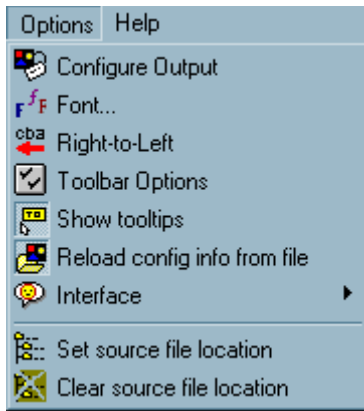 Options Help
Configure Output
Font...
cba Right-to-Left
Toolbar Options
Show tooltips
Reload config info from file
Interface
Set source file location
Clear source file location